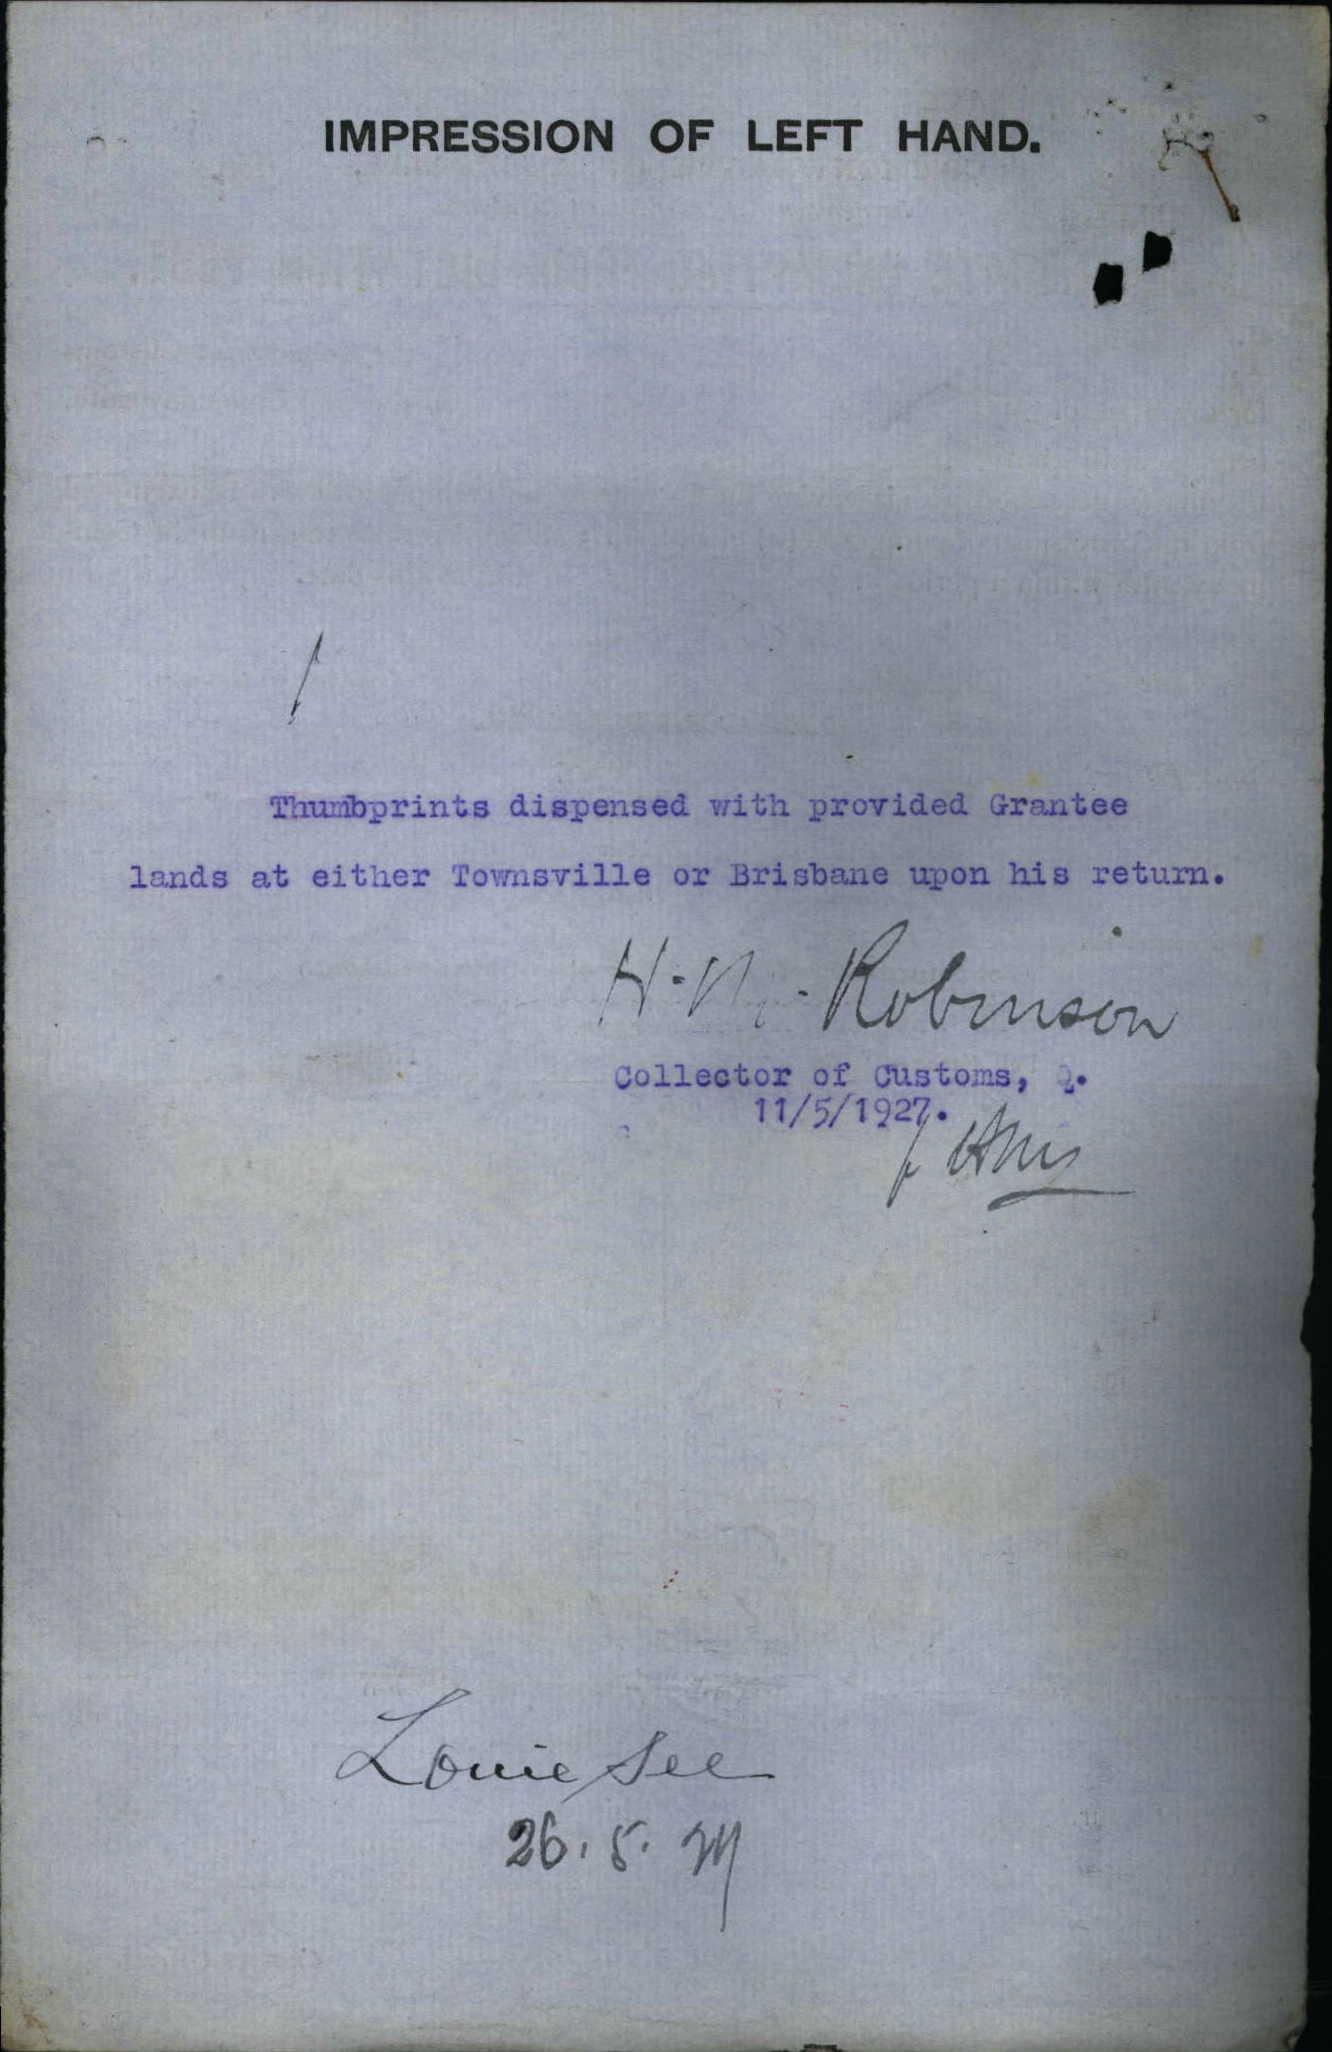 IMPRESSION OF LEFT HAND.
Thumbprints dispensed with provided Grantee
lands at either Townsville or Brisbane upon his return.
Robinson
Collector of Customs, Q.
11/5/1927.
Louie See
26.5.27